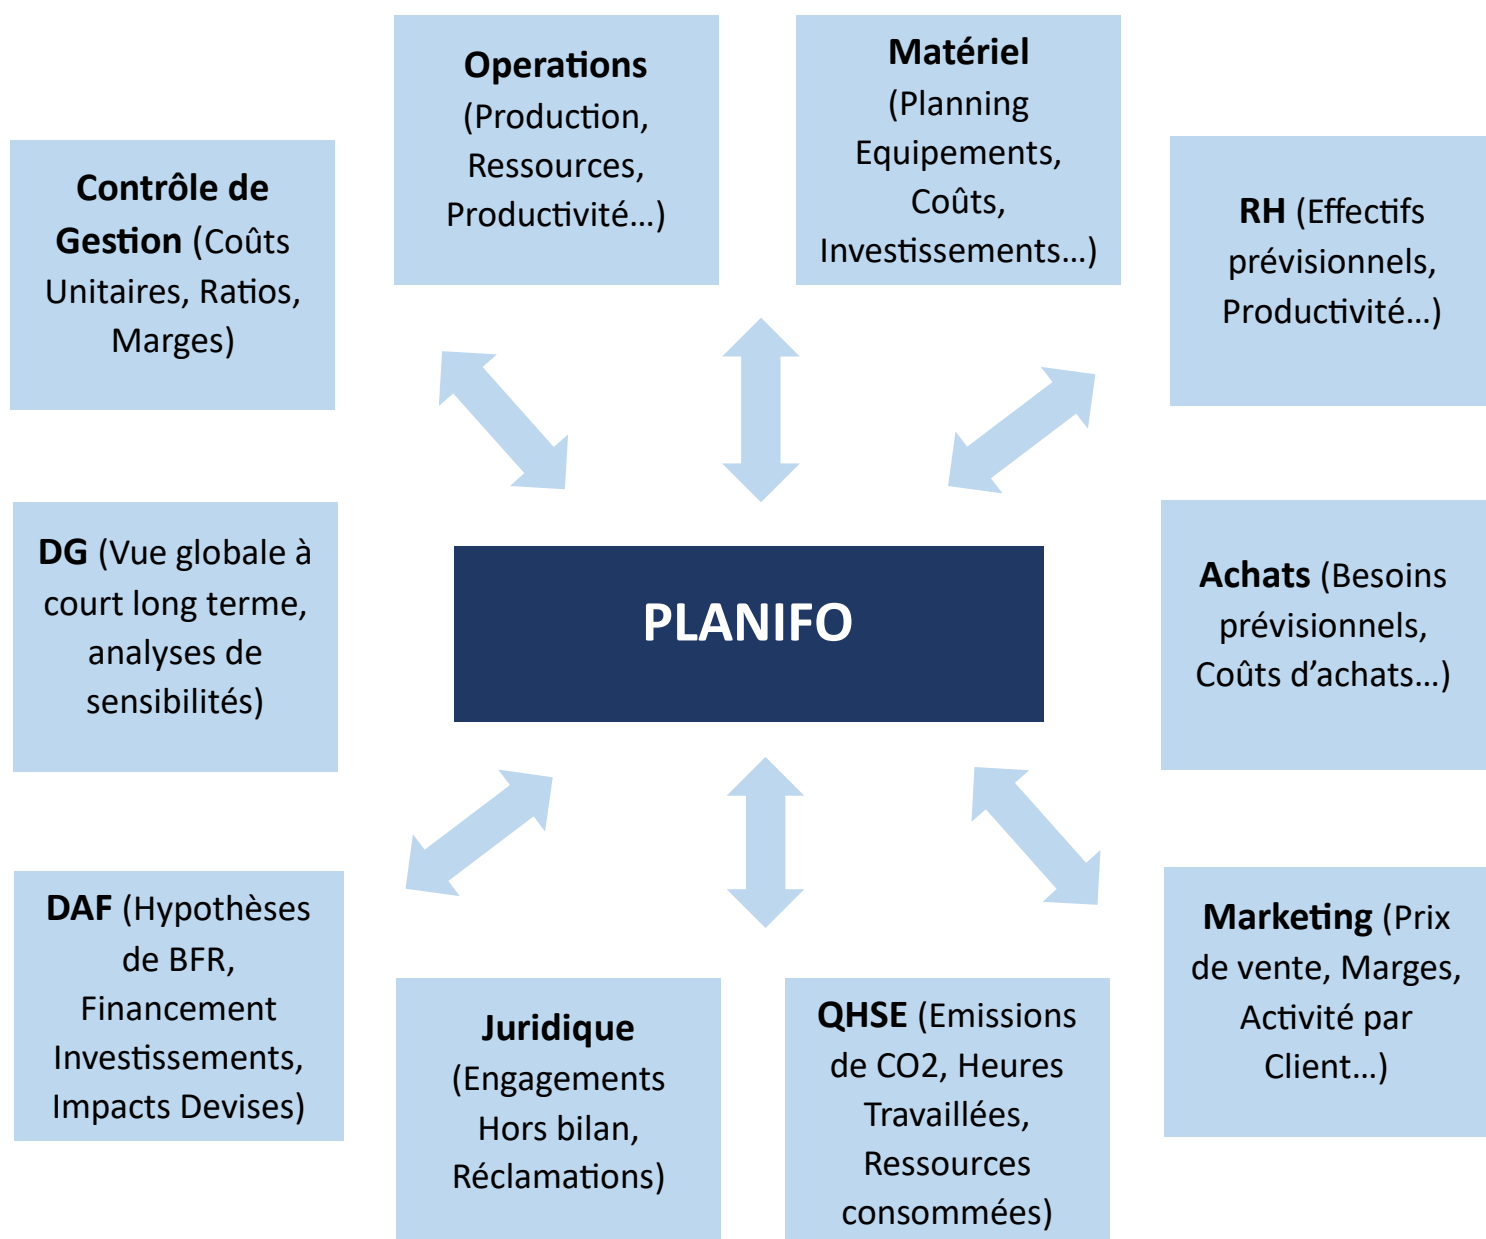 Operations
(Production,
Ressources,
Productivité…)
Matériel
(Planning
Equipements,
Coûts,
Investissements…)
Contrôle de
Gestion (Coûts
Unitaires, Ratios,
Marges)
RH (Effectifs
prévisionnels,
Productivité…)
DG (Vue globale à
court long terme,
analyses de
sensibilités)
PLANIFO
Achats (Besoins
prévisionnels,
Coûts d’achats…)
DAF (Hypothèses
de BFR,
Financement
Investissements,
Impacts Devises)
Juridique
(Engagements
Hors bilan,
Réclamations)
QHSE (Emissions
de CO2, Heures
Travaillées,
Ressources
consommées)
Marketing (Prix
de vente, Marges,
Activité par
Client…)